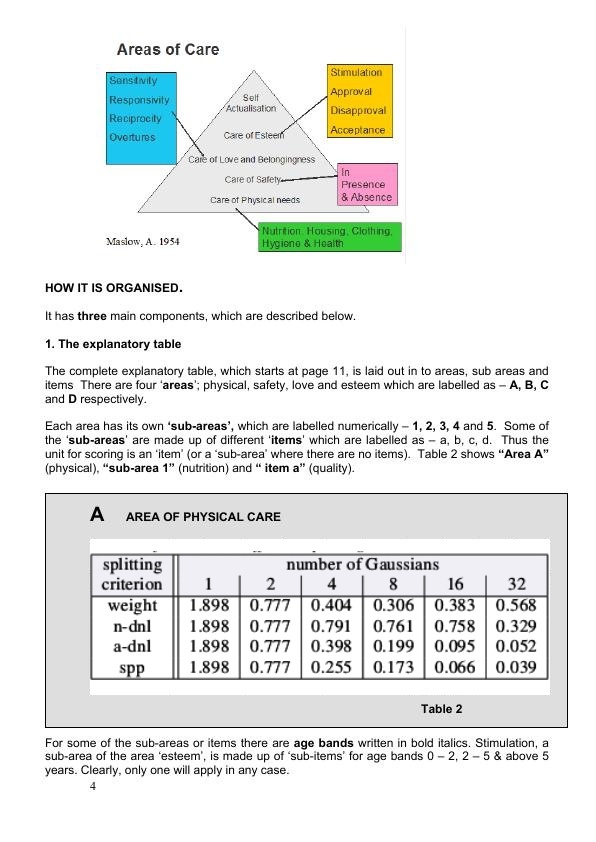 Areas of Care
Sensitivity
Responsivity
Reciprocity
Overtures
Stimulation
Approval
Disapproval
Acceptance
Self
Actualisation
Care of Esteem
Care of Love and Belongingness
Care of Safety
In
Presence
& Absence
Care of Physical needs
Nutrition, Housing, Clothing,
Hygiene & Health
Maslow, A. 1954
HOW IT IS ORGANISED.
It has three main components, which are described below.
1. The explanatory table
The complete explanatory table, which starts at page 11, is laid out in to areas, sub areas and
items There are four ‘areas’; physical, safety, love and esteem which are labelled as – A, B, C
and D respectively.
Each area has its own ‘sub-areas’, which are labelled numerically – 1, 2, 3, 4 and 5. Some of
the ‘sub-areas’ are made up of different ‘items’ which are labelled as – a, b, c, d. Thus the
unit for scoring is an ‘item’ (or a ‘sub-area’ where there are no items). Table 2 shows “Area A”
(physical), “sub-area 1” (nutrition) and “ item a” (quality).
A AREA OF PHYSICAL CARE
splitting number of Gaussians
criterion 1 2 4 8 16 32
weight 1.898 0.777 0.404 0.306 0.383 0.568
n-dnl 1.898 0.777 0.791 0.761 0.758 0.329
a-dnl 1.898 0.777 0.398 0.199 0.095 0.052
spp 1.898 0.777 0.255 0.173 0.066 0.039
Table 2
For some of the sub-areas or items there are age bands written in bold italics. Stimulation, a
sub-area of the area ‘esteem’, is made up of ‘sub-items’ for age bands 0 – 2, 2 – 5 & above 5
years. Clearly, only one will apply in any case.
4